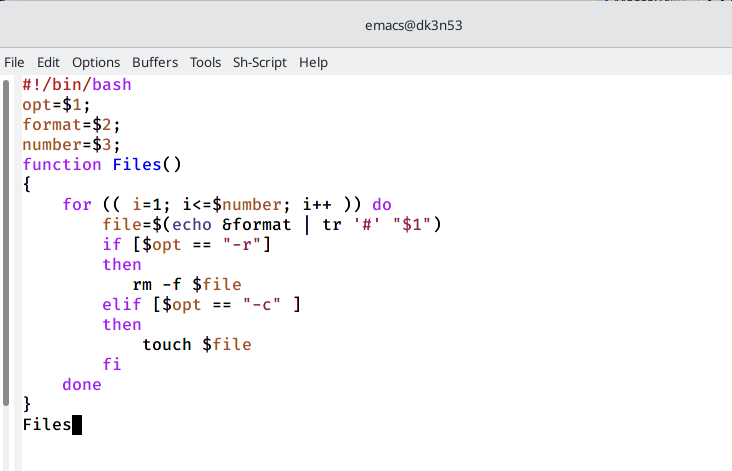 emacs@dk3n53
File Edit Options Buffers Tools Sh-Script Help
#!/bin/bash
opt=$1;
format=$2;
number=$3;
function Files()
{
    for (( i=1; i<=$number; i++ )) do
        file=$(echo &format | tr '#' "$1")
        if [$opt == "-r"]
        then
           rm -f $file
        elif [$opt == "-c" ]
        then
            touch $file
        fi
    done
}
Files